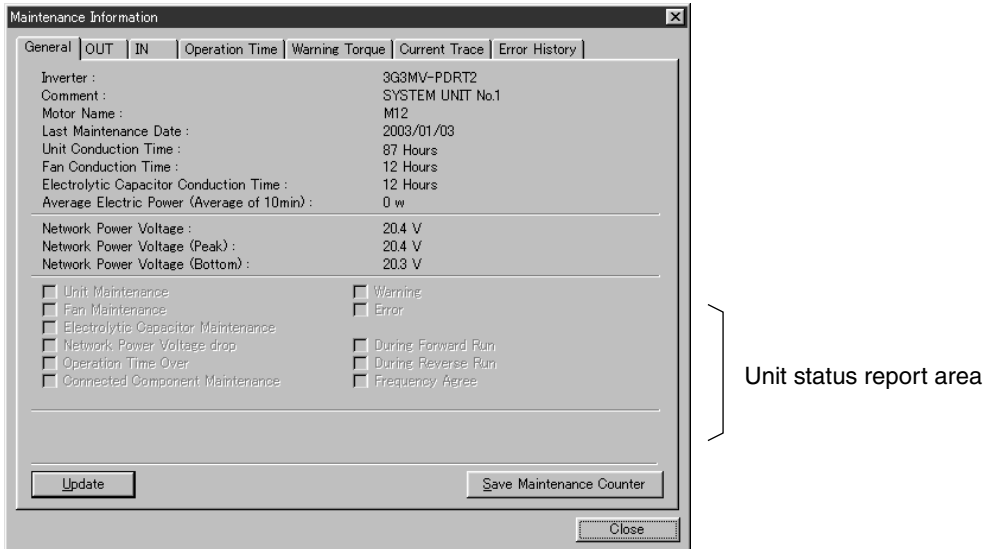 Maintenance Information
General OUT IN Operation Time Warning Torque Current Trace Error History
Inverter : 3G3MV-PDRT2
Comment : SYSTEM UNIT No.1
Motor Name : M12
Last Maintenance Date : 2003/01/03
Unit Conduction Time : 87 Hours
Fan Conduction Time : 12 Hours
Electrolytic Capacitor Conduction Time : 12 Hours
Average Electric Power (Average of 10min) : 0 w
Network Power Voltage : 20.4 V
Network Power Voltage (Peak) : 20.4 V
Network Power Voltage (Bottom) : 20.3 V
Unit Maintenance Warning
Fan Maintenance Error
Electrolytic Capacitor Maintenance
Network Power Voltage drop During Forward Run
Operation Time Over During Reverse Run
Connected Component Maintenance Frequency Agree
Unit status report area
Update Save Maintenance Counter
Close